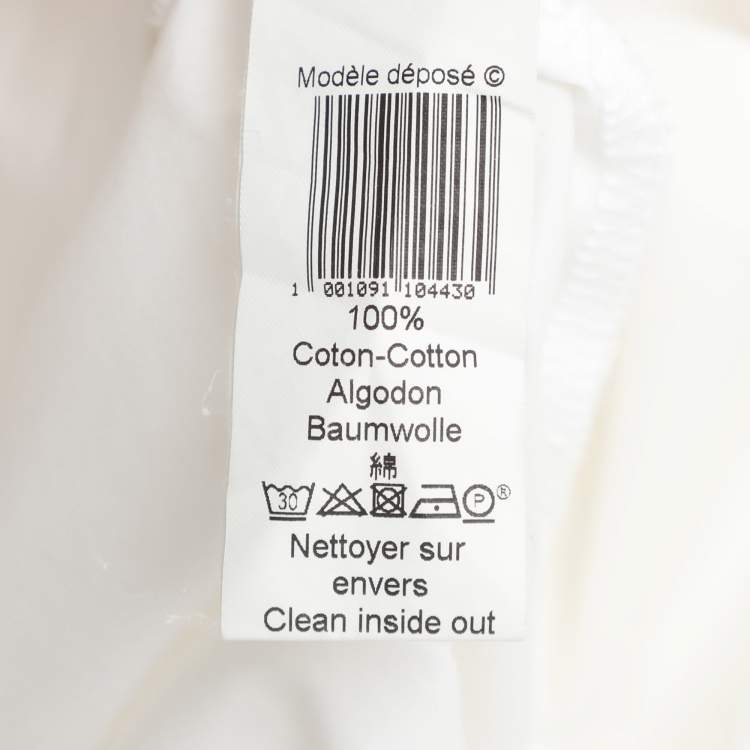 Modèle déposé ©
1 001091 104430
100%
Coton-Cotton
Algodon
Baumwolle
綿
30 P ®
Nettoyer sur
envers
Clean inside out